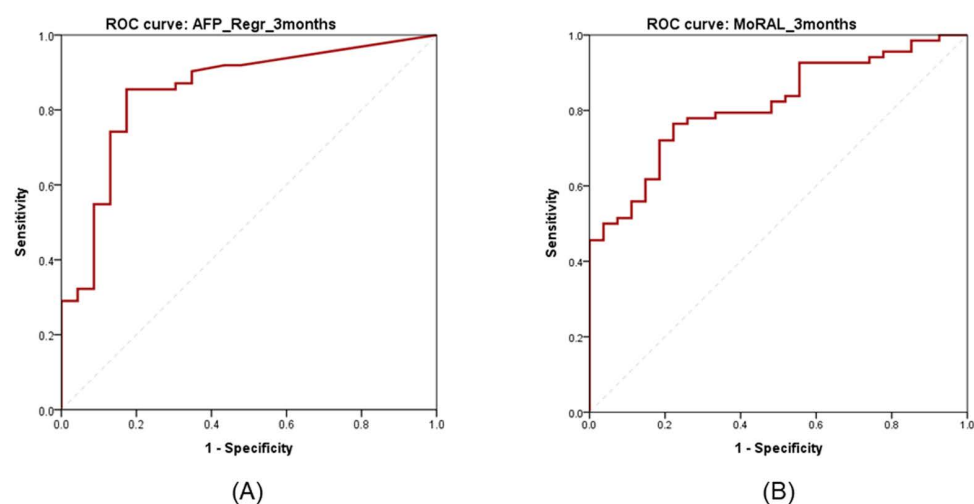 ROC curve: AFP_Regr_3months
1.0
0.8
0.6
0.4
0.2
0.0
Sensitivity
0.0 0.2 0.4 0.6 0.8 1.0
1 - Specificity
(A)
ROC curve: MoRAL_3months
1.0
0.8
0.6
0.4
0.2
0.0
Sensitivity
0.0 0.2 0.4 0.6 0.8 1.0
1 - Specificity
(B)